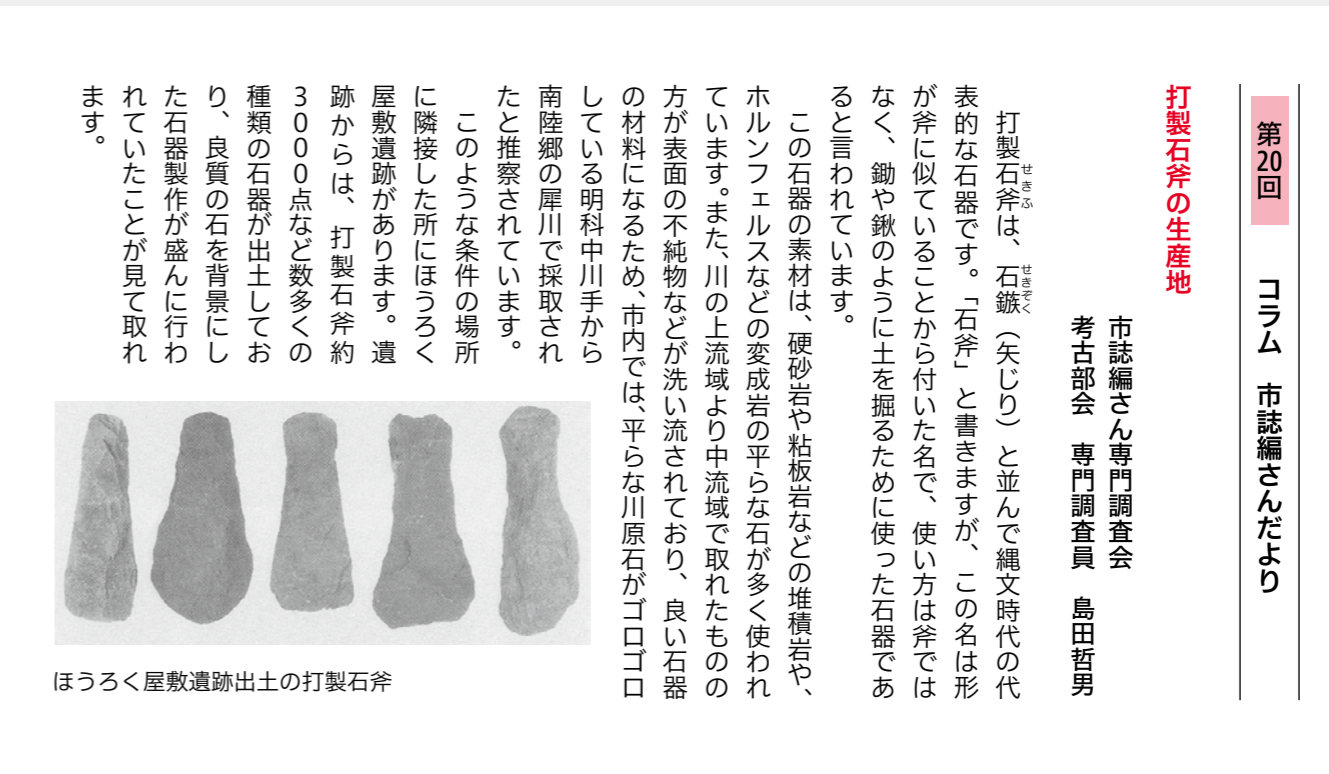 第20回 コラム 市誌編さんだより
打製石斧の生産地
市誌編さん専門調査会
考古部会 専門調査員 島田哲男
打製石斧(せきふ)は、石鏃(せきぞく)(矢じり)と並んで縄文時代の代
表的な石器です。「石斧」と書きますが、この名は形
が斧に似ていることから付いた名で、使い方は斧では
なく、鋤や鍬のように土を掘るために使った石器であ
ると言われています。
この石器の素材は、硬砂岩や粘板岩などの堆積岩や、
ホルンフェルスなどの変成岩の平らな石が多く使われ
ています。また、川の上流域より中流域で取れたものの
方が表面の不純物などが洗い流されており、良い石器
の材料になるため、市内では、平らな川原石がゴロゴロ
している明科中川手から
南陸郷の犀川で採取され
たと推察されています。
このような条件の場所
に隣接した所にほうろく
屋敷遺跡があります。遺
跡からは、打製石斧約
3000点など数多くの
種類の石器が出土してお
り、良質の石を背景にし
た石器製作が盛んに行わ
れていたことが見て取れ
ます。
ほうろく屋敷遺跡出土の打製石斧